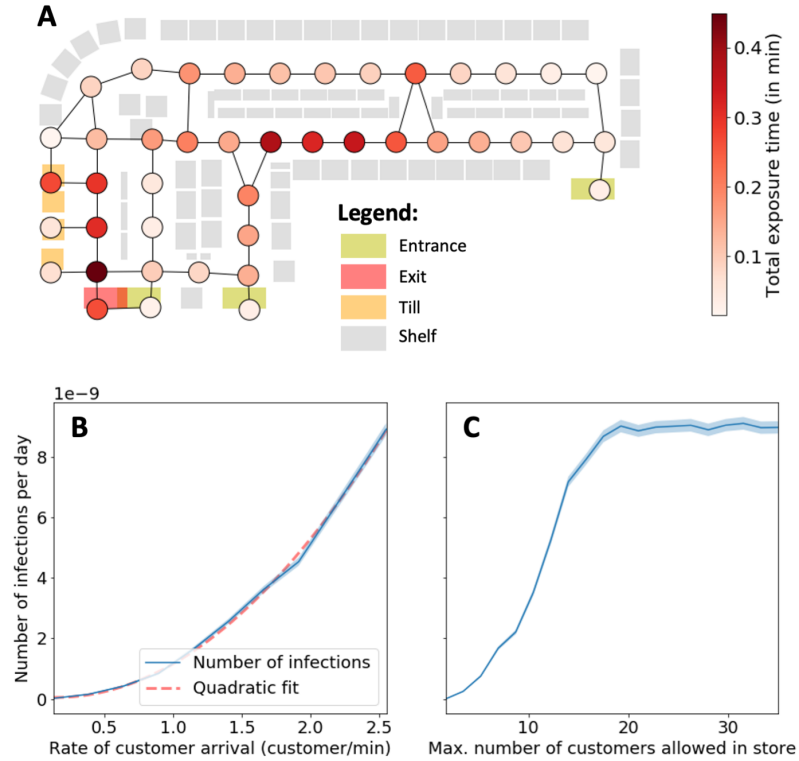 A
0.4
0.3
0.2
0.1
Total exposure time (in min)
Legend:
Entrance
Exit
Till
Shelf
1e−9
B
8
6
4
2
0
Number of infections per day
Number of infections
Quadratic fit
0.5 1.0 1.5 2.0 2.5
Rate of customer arrival (customer/min)
C
10 20 30
Max. number of customers allowed in store